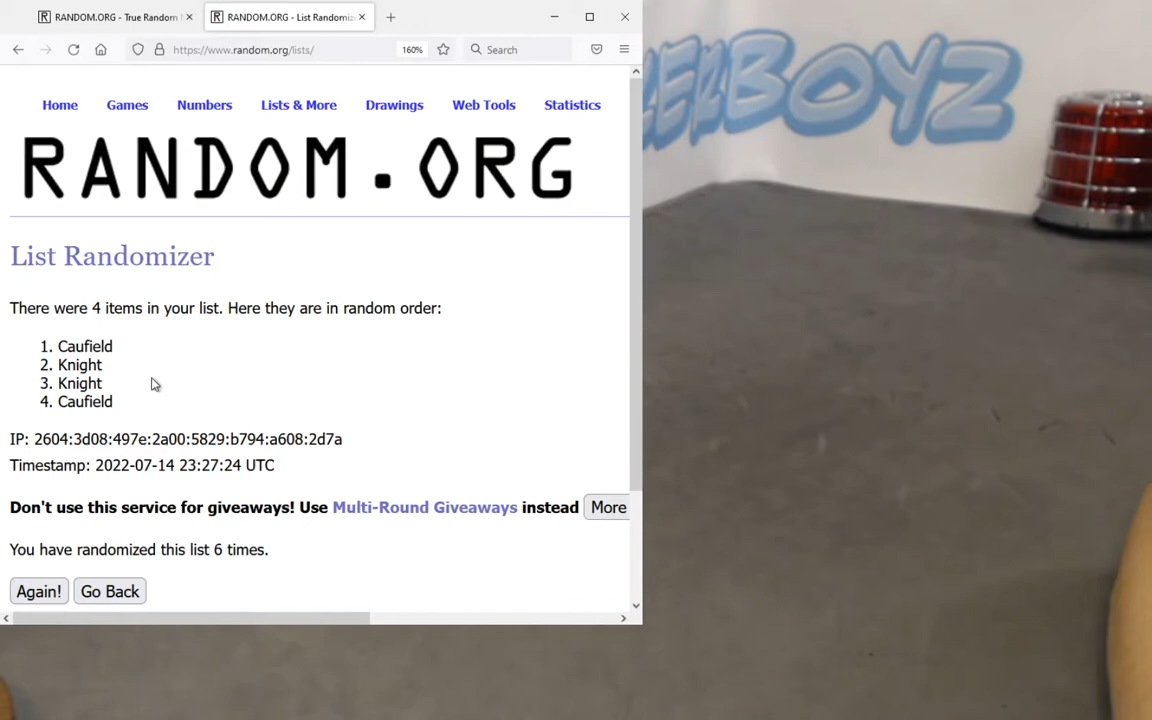 RANDOM.ORG - True Random
RANDOM.ORG - List Randomiz
https://www.random.org/lists/
160%
Search
Home Games Numbers Lists & More Drawings Web Tools Statistics
RANDOM.ORG
List Randomizer
There were 4 items in your list. Here they are in random order:
1. Caufield
2. Knight
3. Knight
4. Caufield
IP: 2604:3d08:497e:2a00:5829:b794:a608:2d7a
Timestamp: 2022-07-14 23:27:24 UTC
Don't use this service for giveaways! Use Multi-Round Giveaways instead More
You have randomized this list 6 times.
Again! Go Back
BOYZ